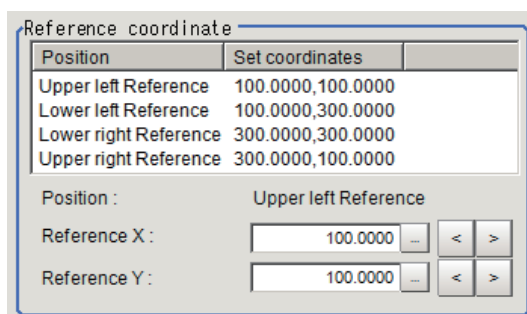 Reference coordinate
Position Set coordinates
Upper left Reference 100.0000,100.0000
Lower left Reference 100.0000,300.0000
Lower right Reference 300.0000,300.0000
Upper right Reference 300.0000,100.0000
Position : Upper left Reference
Reference X : 100.0000 ... < >
Reference Y : 100.0000 ... < >